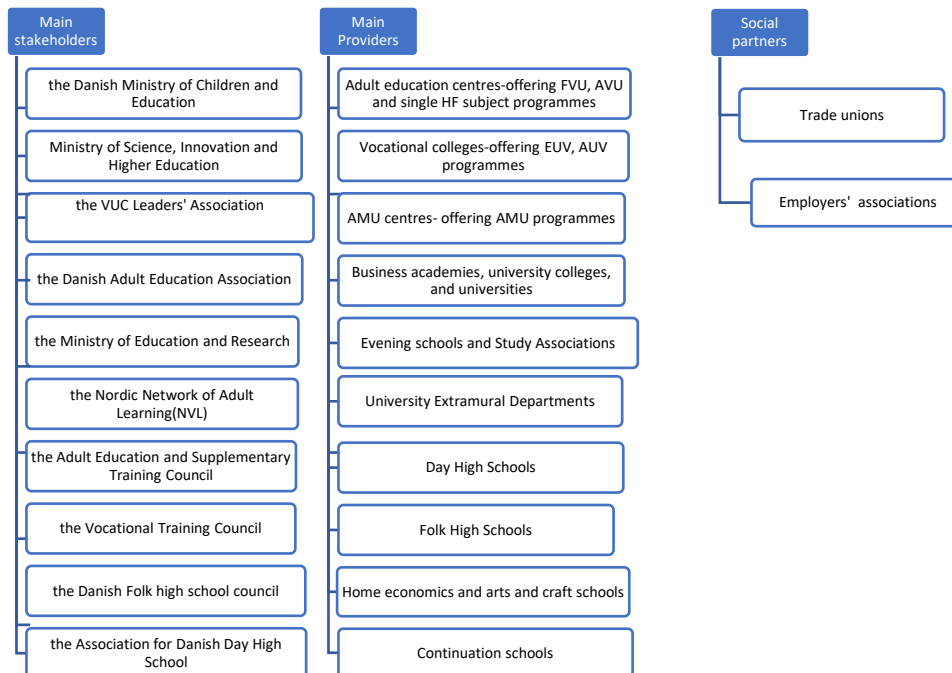 Main
stakeholders
the Danish Ministry of Children and
Education
Ministry of Science, Innovation and
Higher Education
the VUC Leaders' Association
the Danish Adult Education Association
the Ministry of Education and Research
the Nordic Network of Adult
Learning(NVL)
the Adult Education and Supplementary
Training Council
the Vocational Training Council
the Danish Folk high school council
the Association for Danish Day High
School
Main
Providers
Adult education centres-offering FVU, AVU
and single HF subject programmes
Vocational colleges-offering EUV, AUV
programmes
AMU centres- offering AMU programmes
Business academies, university colleges,
and universities
Evening schools and Study Associations
University Extramural Departments
Day High Schools
Folk High Schools
Home economics and arts and craft schools
Continuation schools
Social
partners
Trade unions
Employers' associations